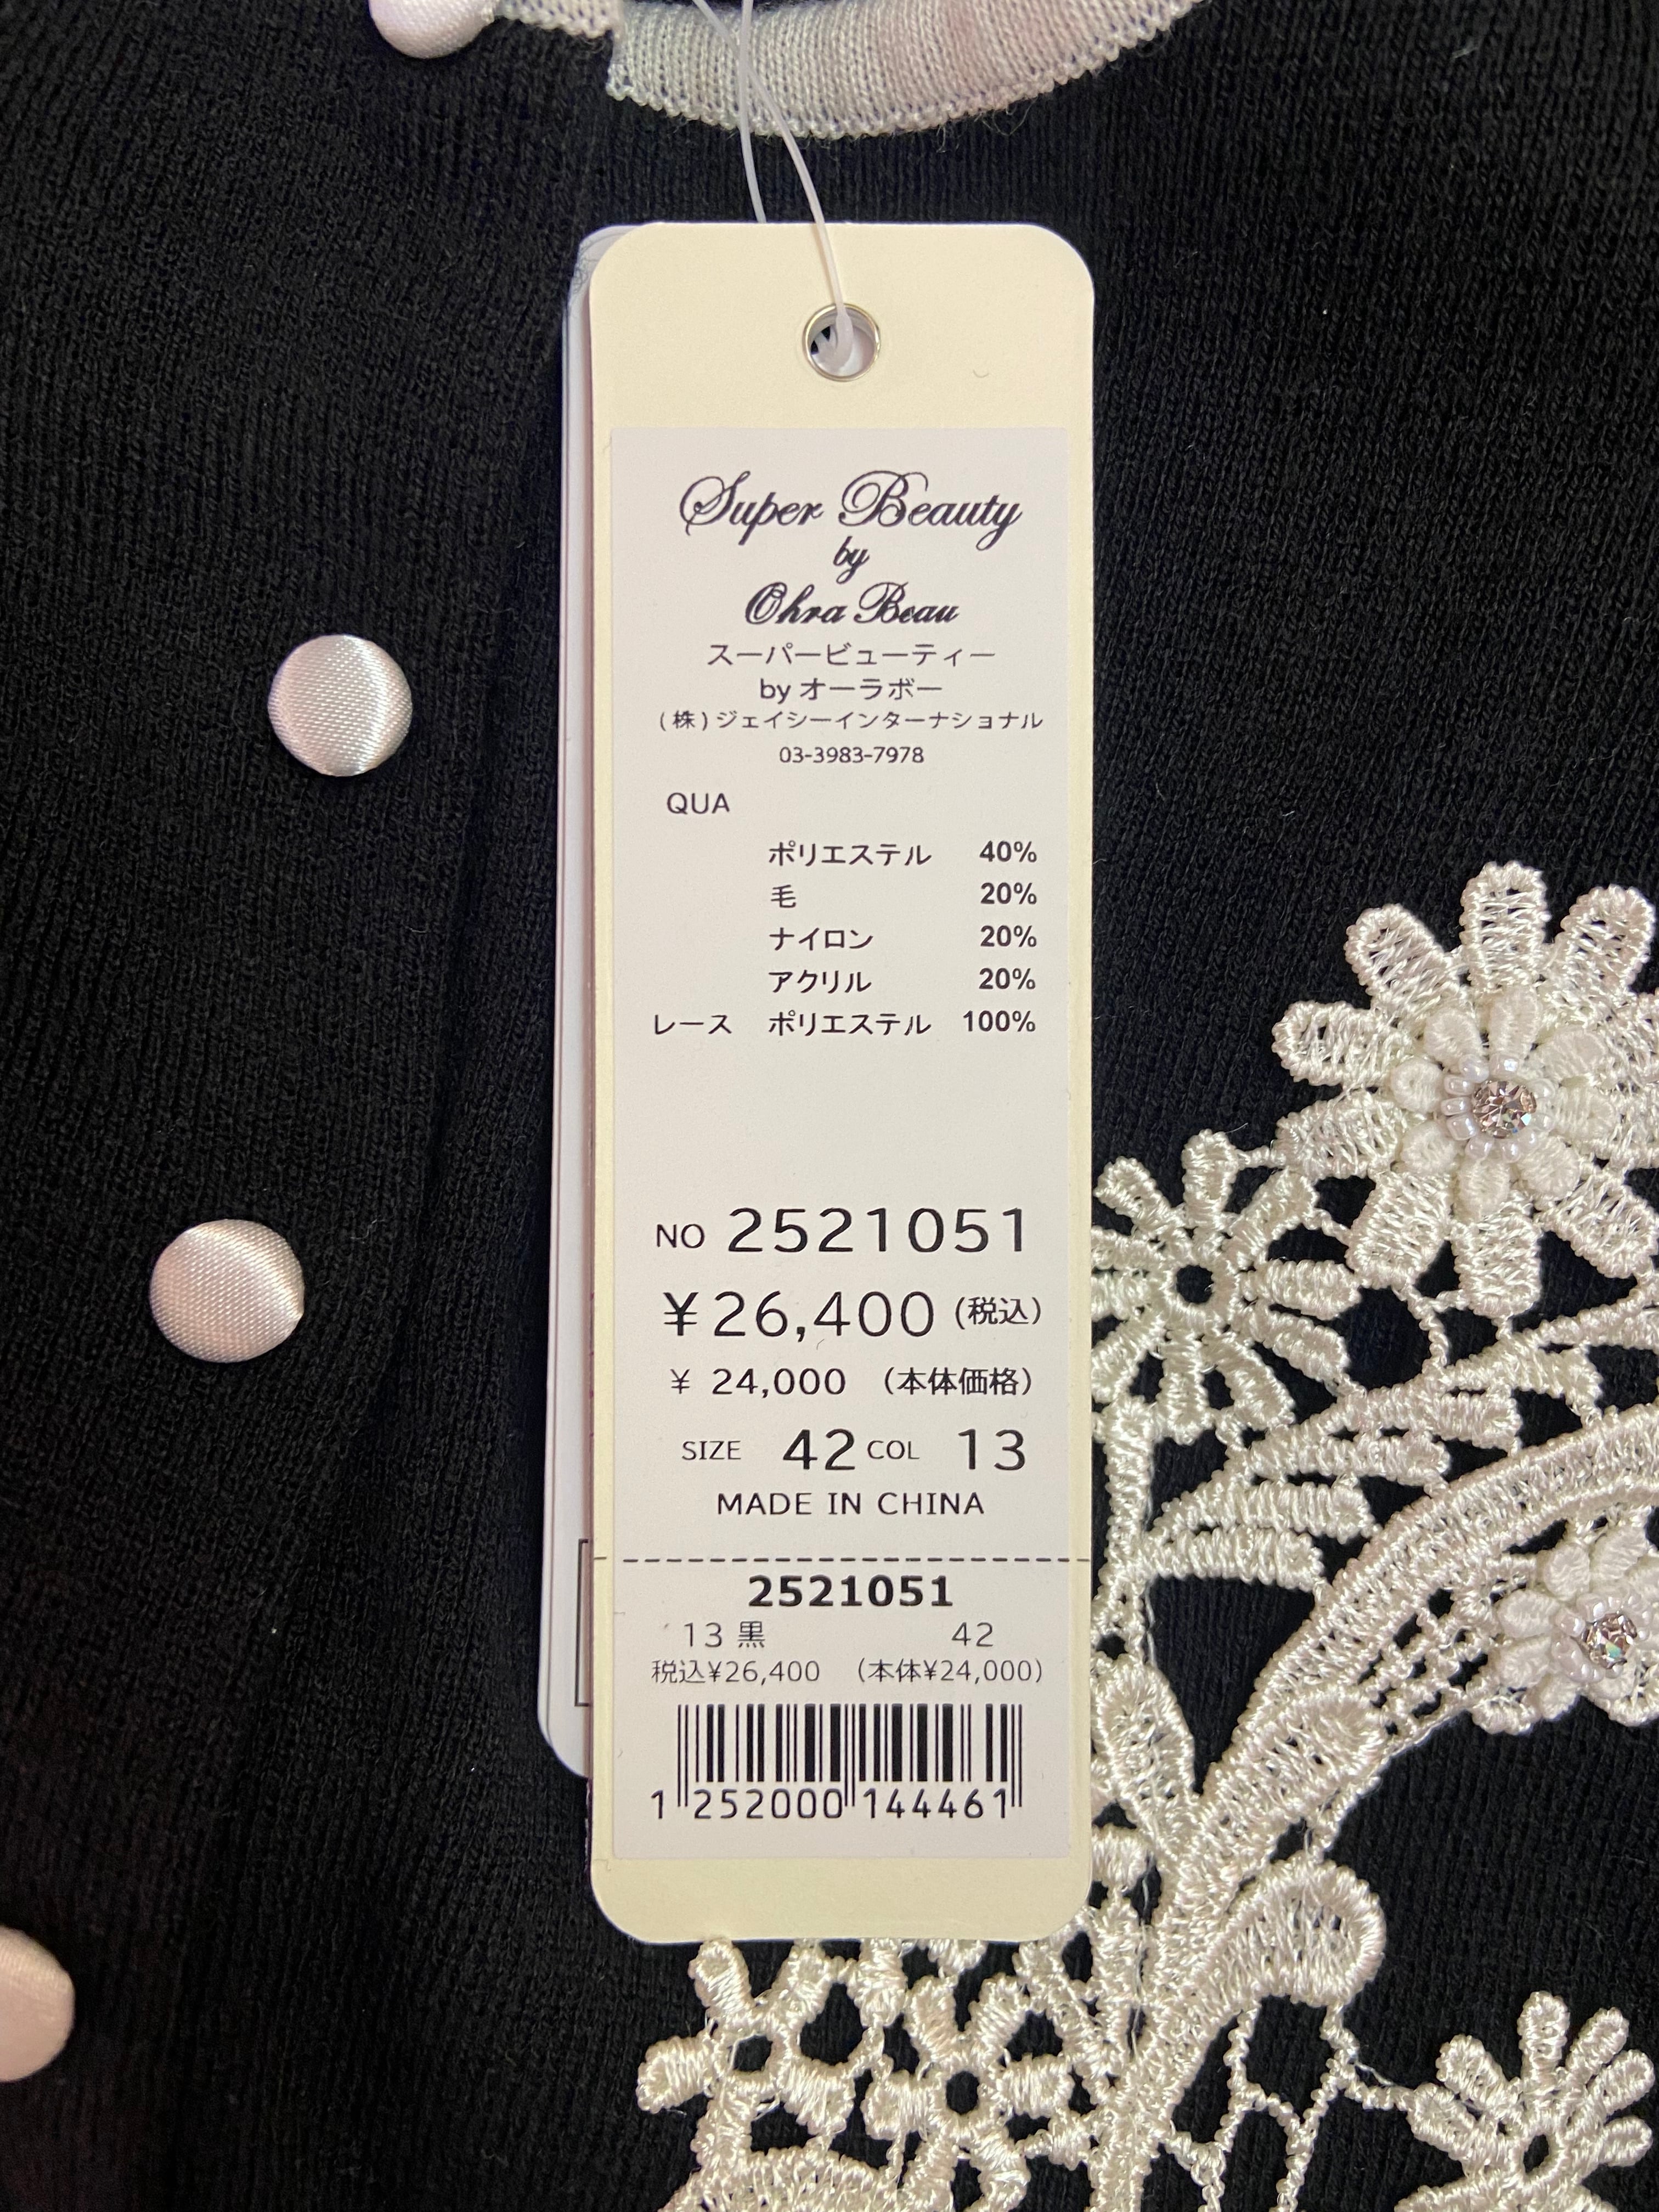 Super Beauty
by
Ohra Beau
スーパービューティー
by オーラボー
(株)ジェイシーインターナショナル
03-3983-7978
QUA
ポリエステル 40%
毛 20%
ナイロン 20%
アクリル 20%
レース ポリエステル 100%
NO 2521051
¥26,400 (税込)
¥ 24,000 (本体価格)
SIZE 42 COL 13
MADE IN CHINA
2521051
13 黒 42
税込¥26,400 (本体¥24,000)
1 252000 144461